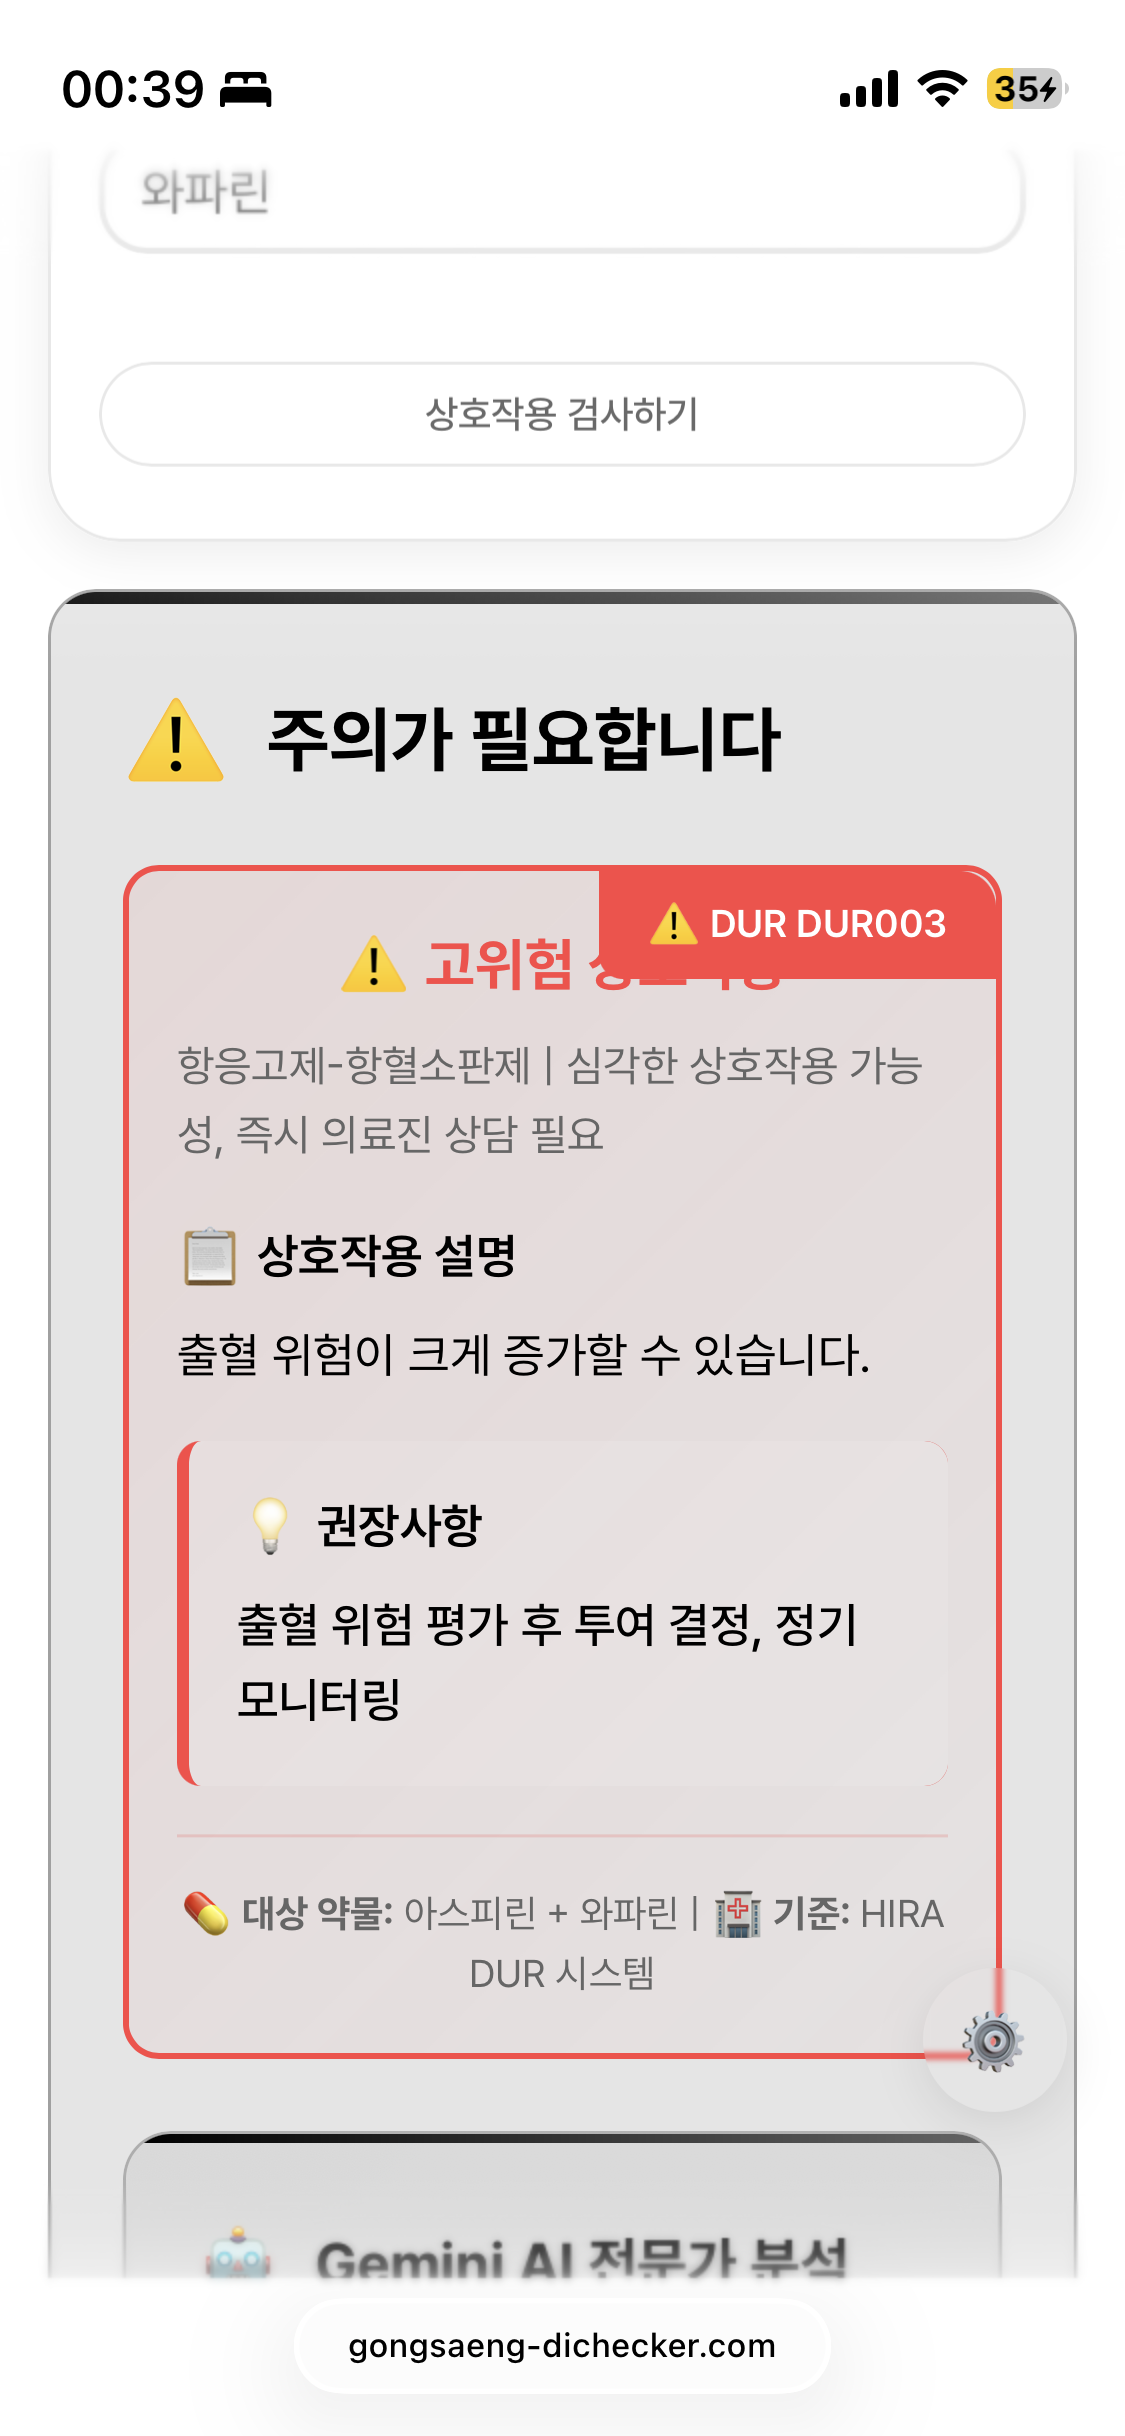 00:39
35
와파린
상호작용 검사하기
주의가 필요합니다
DUR DUR003
고위험
항응고제-항혈소판제 | 심각한 상호작용 가능
성, 즉시 의료진 상담 필요
상호작용 설명
출혈 위험이 크게 증가할 수 있습니다.
권장사항
출혈 위험 평가 후 투여 결정, 정기
모니터링
대상 약물: 아스피린 + 와파린 | 기준: HIRA
DUR 시스템
Gemini AI 전문가 분석
gongsaeng-dichecker.com